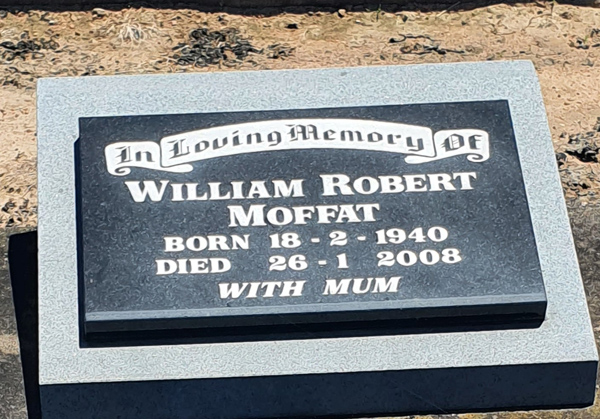 In Loving Memory Of
WILLIAM ROBERT
MOFFAT
BORN 18 - 2 - 1940
DIED 26 - 1 2008
WITH MUM